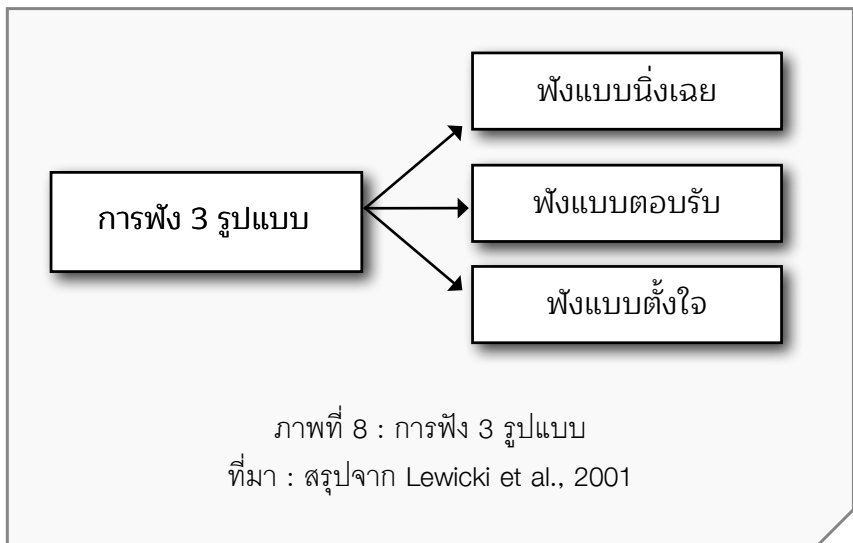 การฟัง 3 รูปแบบ
ฟังแบบนิ่งเฉย
ฟังแบบตอบรับ
ฟังแบบตั้งใจ
ภาพที่ 8 : การฟัง 3 รูปแบบ
ที่มา : สรุปจาก Lewicki et al., 2001